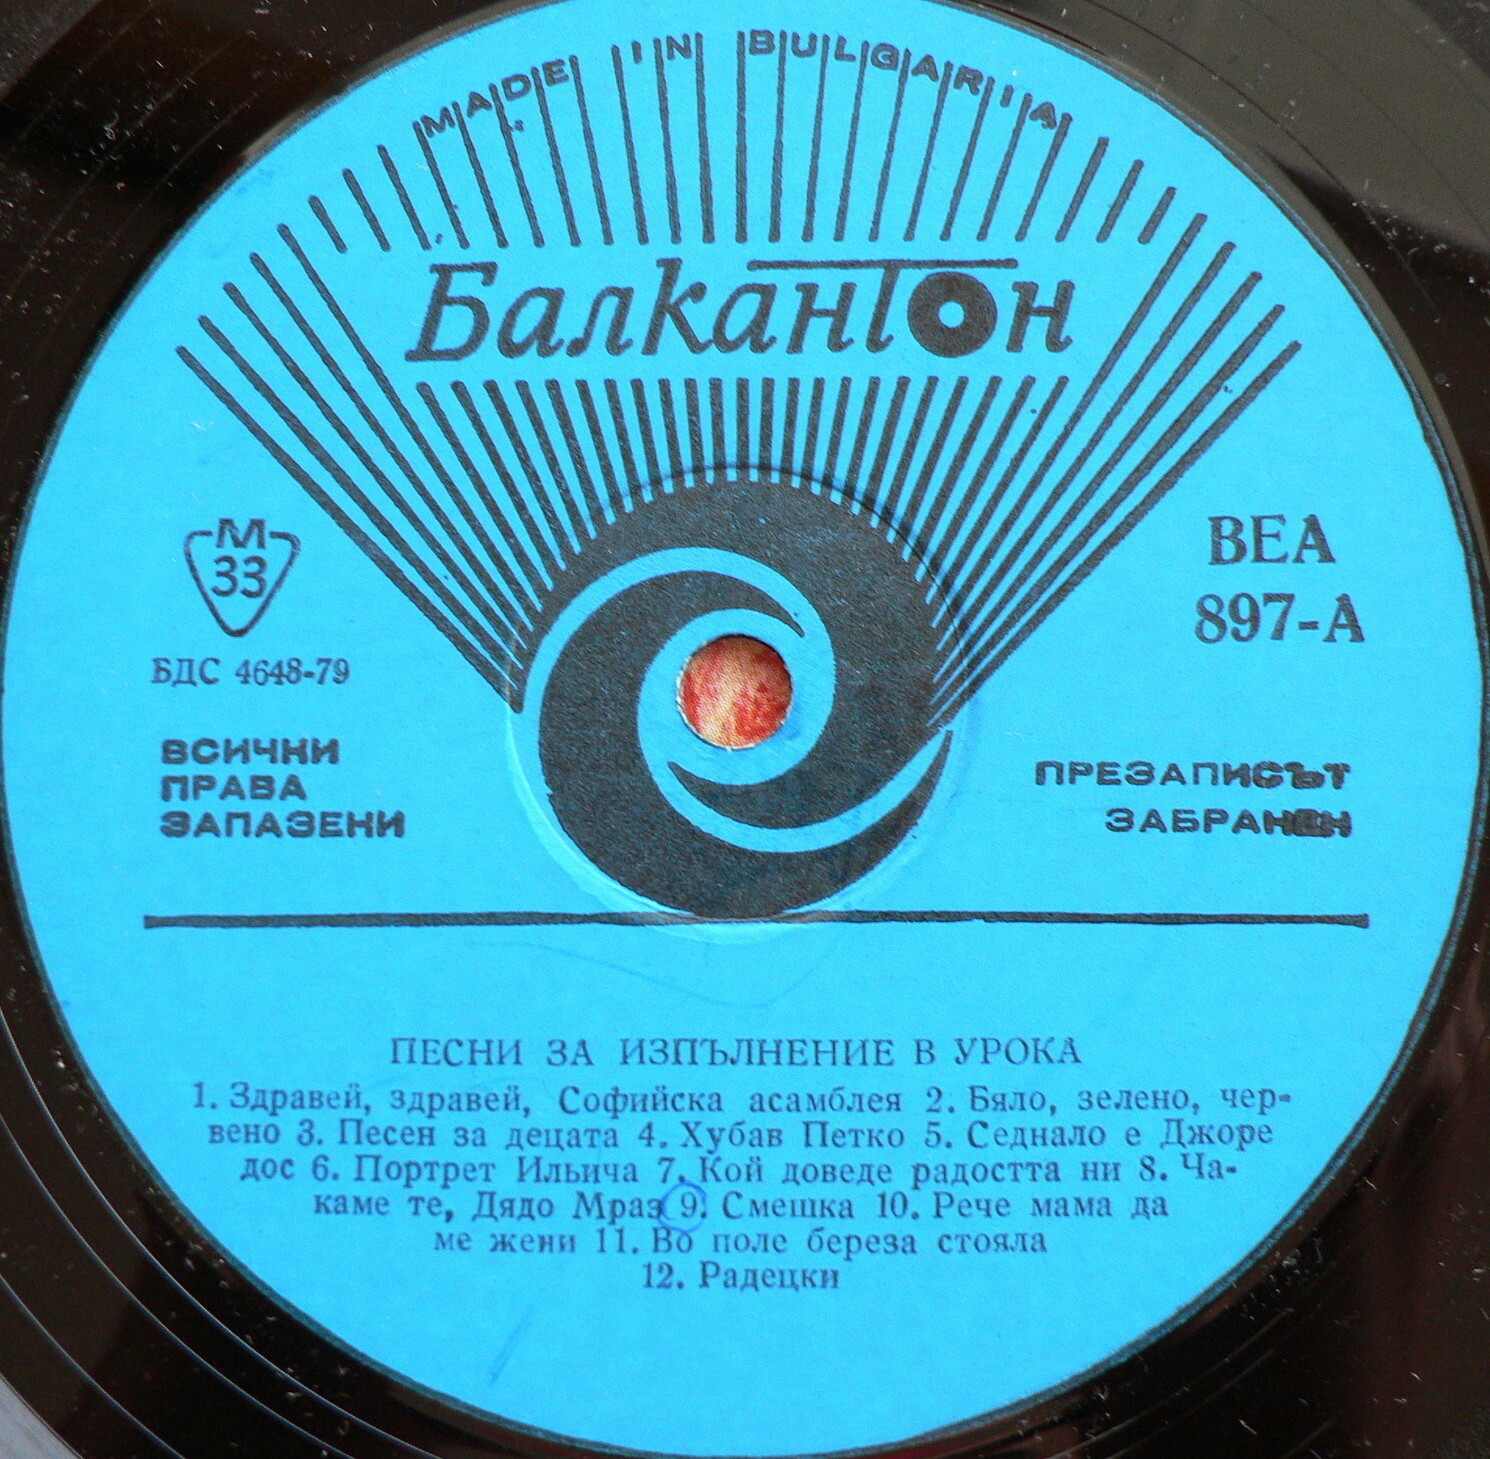 MADE IN BULGARIA
Балкантон
М
33
БДС 4648-79
ВЕА
897-А
ВСИЧКИ
ПРАВА
ЗАПАЗЕНИ
ПРЕЗАПИСЪТ
ЗАБРАНЕН
ПЕСНИ ЗА ИЗПЪЛНЕНИЕ В УРОКА
1. Здравей, здравей, Софийска асамблея 2. Бяло, зелено, чер-
вено 3. Песен за децата 4. Хубав Петко 5. Седнало е Джоре
дос 6. Портрет Ильича 7. Кой доведе радостта ни 8. Ча-
каме те, Дядо Мраз 9. Смешка 10. Рече мама да
ме жени 11. Во поле береза стояла
12. Радецки